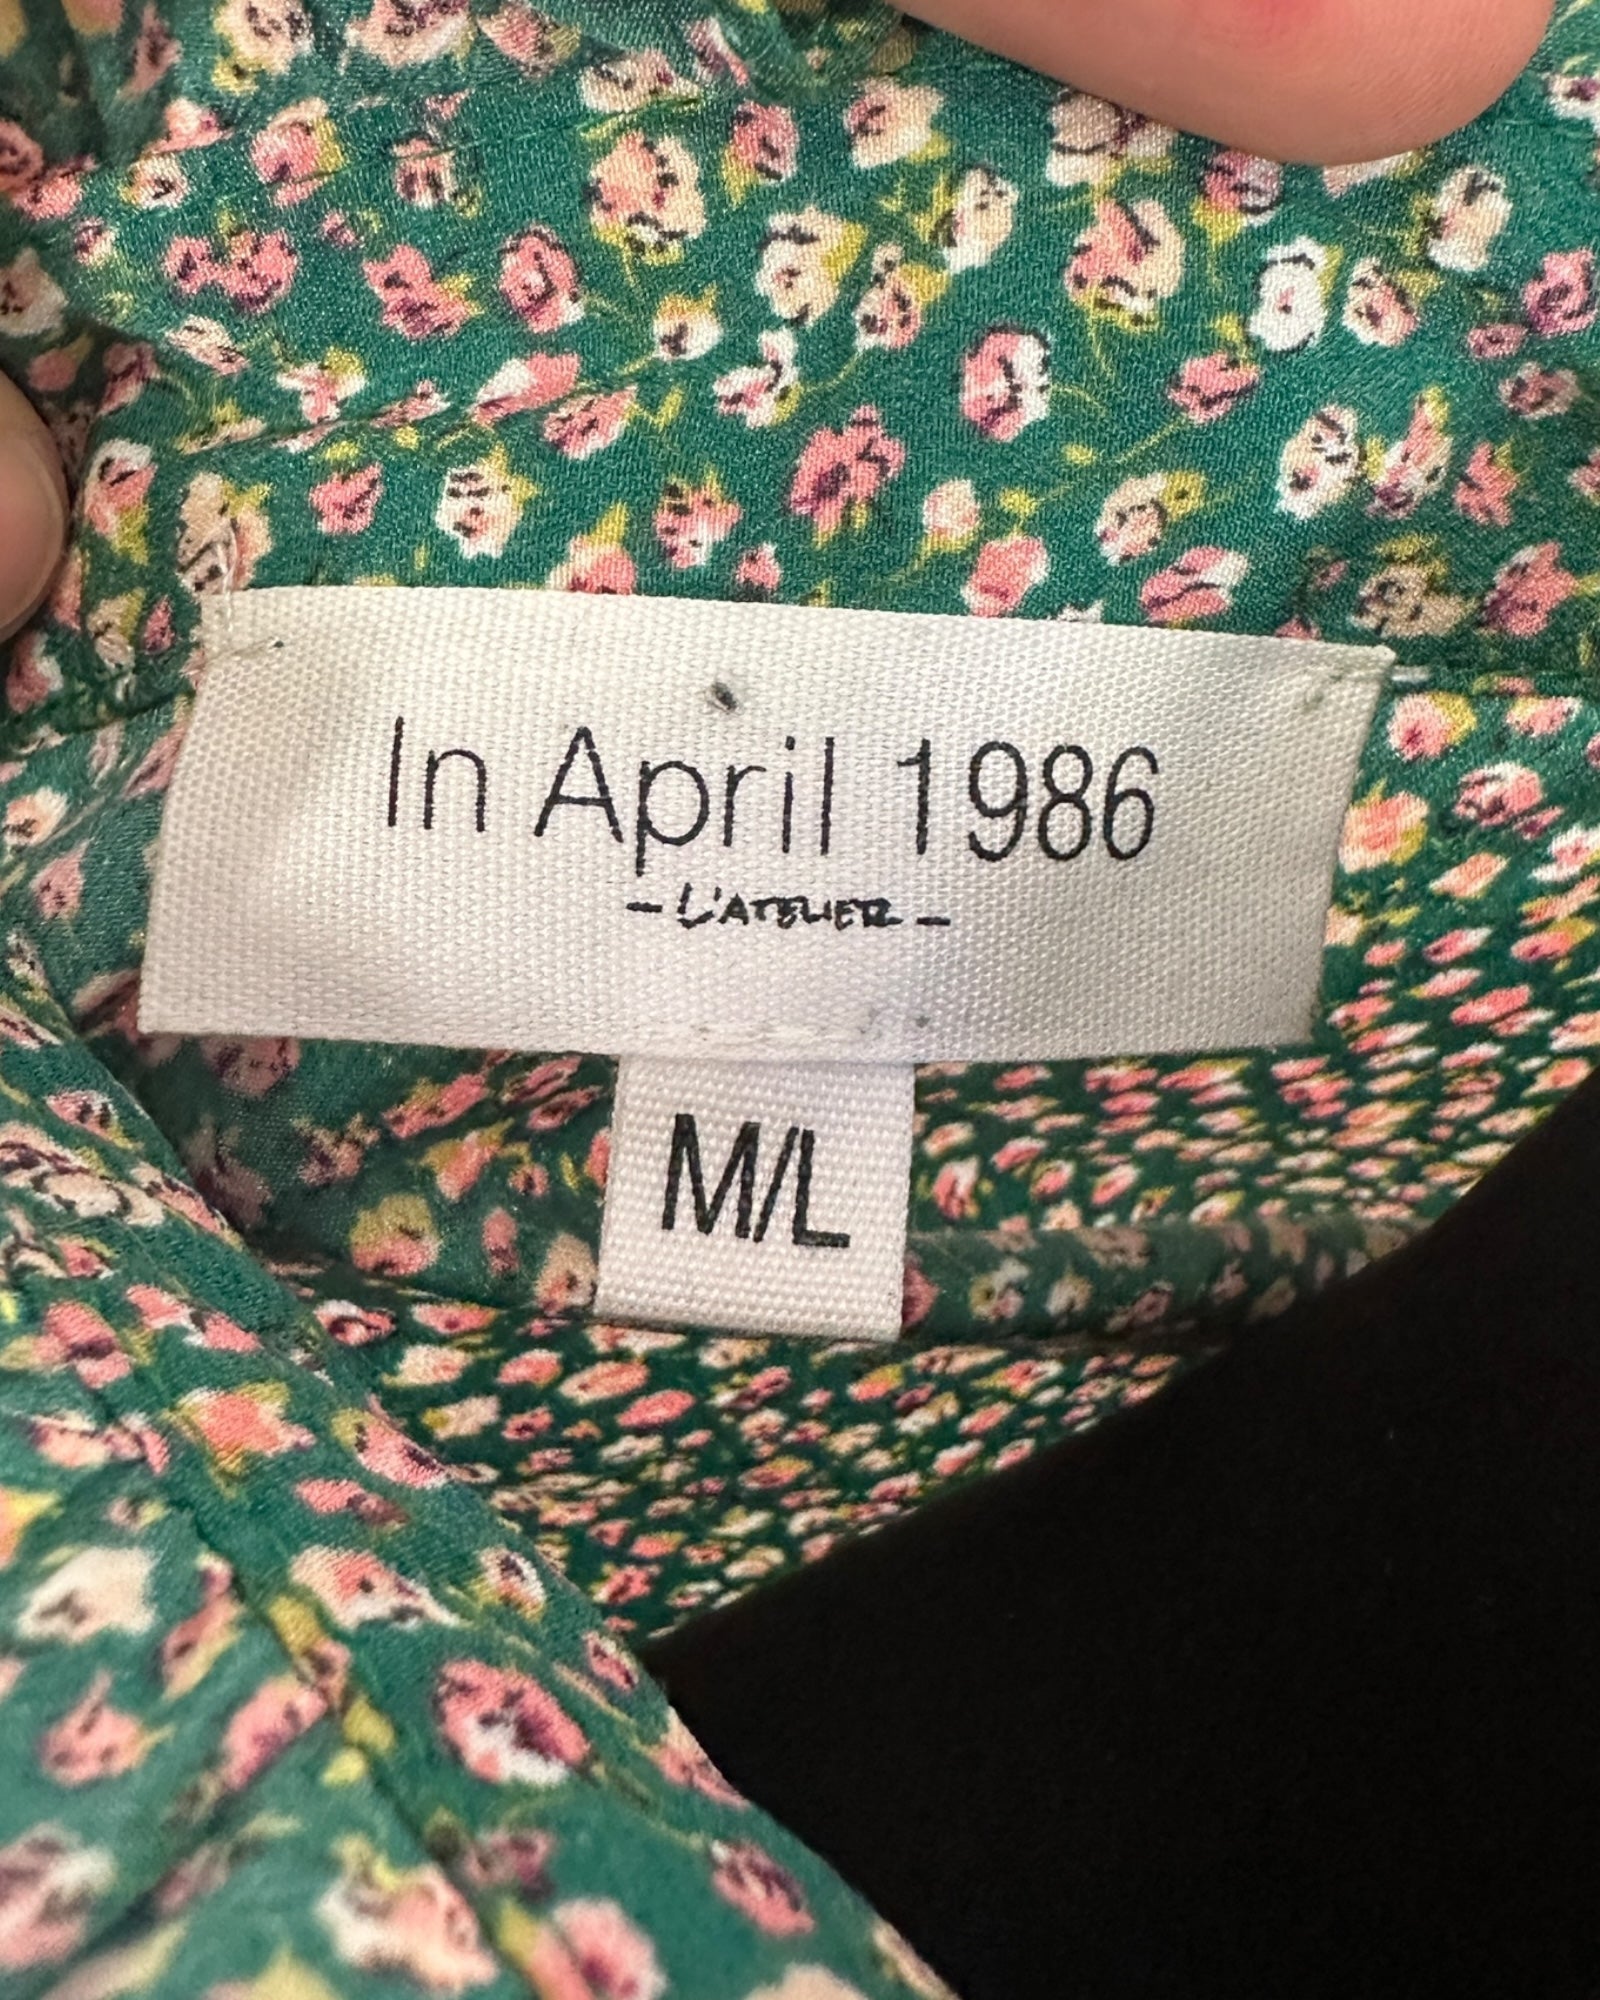 In April 1986
- L'ATELIER -
M/L